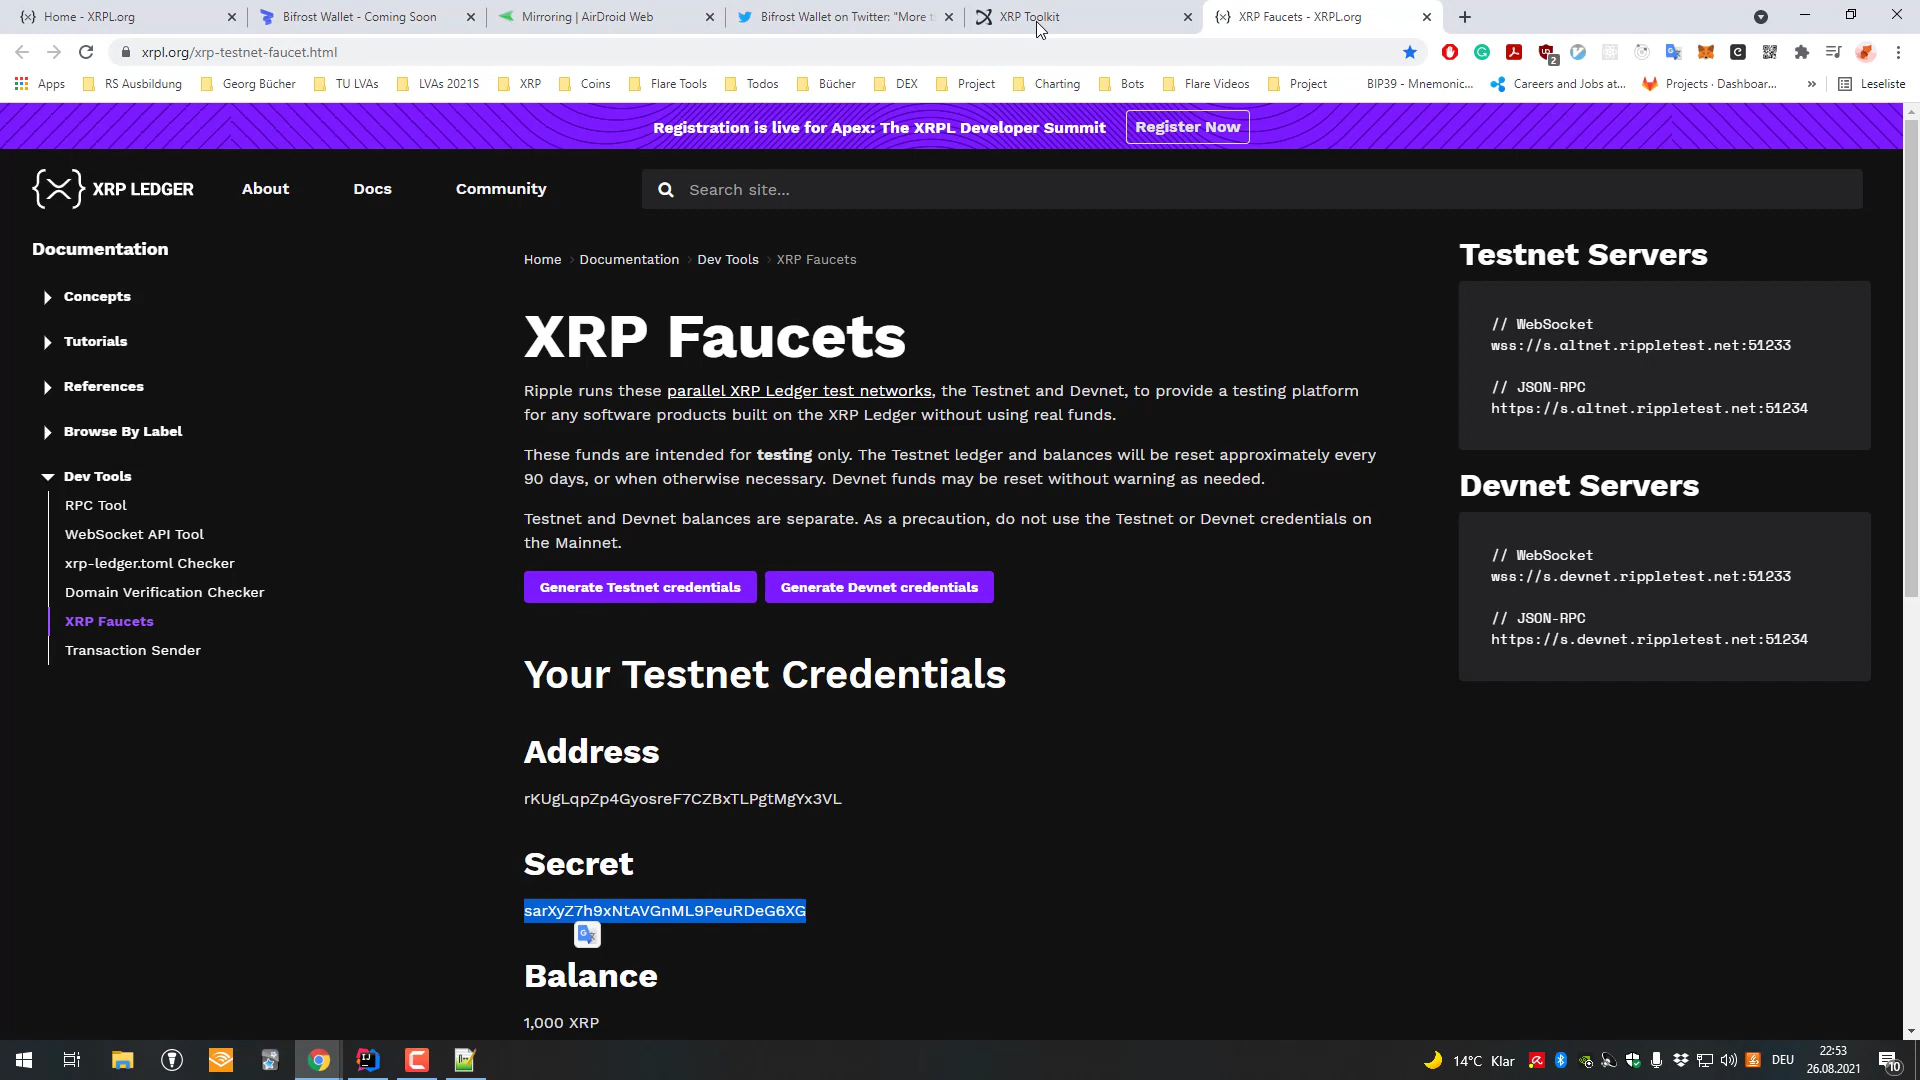 Home - XRPL.org
Bifrost Wallet - Coming Soon
Mirroring | AirDroid Web
Bifrost Wallet on Twitter: "More t
XRP Toolkit
XRP Faucets - XRPL.org
xrpl.org/xrp-testnet-faucet.html
2
Apps
RS Ausbildung
Georg Bücher
TU LVAs
LVAs 2021S
XRP
Coins
Flare Tools
Todos
Bücher
DEX
Project
Charting
Bots
Flare Videos
Project
BIP39 - Mnemonic...
Careers and Jobs at...
Projects · Dashboar...
»
Leseliste
Registration is live for Apex: The XRPL Developer Summit
Register Now
XRP LEDGER
About
Docs
Community
Search site...
Documentation
Concepts
Tutorials
References
Browse By Label
Dev Tools
RPC Tool
WebSocket API Tool
xrp-ledger.toml Checker
Domain Verification Checker
XRP Faucets
Transaction Sender
Home > Documentation > Dev Tools > XRP Faucets
XRP Faucets
Ripple runs these parallel XRP Ledger test networks, the Testnet and Devnet, to provide a testing platform
for any software products built on the XRP Ledger without using real funds.
These funds are intended for testing only. The Testnet ledger and balances will be reset approximately every
90 days, or when otherwise necessary. Devnet funds may be reset without warning as needed.
Testnet and Devnet balances are separate. As a precaution, do not use the Testnet or Devnet credentials on
the Mainnet.
Generate Testnet credentials
Generate Devnet credentials
Your Testnet Credentials
Address
rKUgLqpZp4GyosreF7CZBxTLPgtMgYx3VL
Secret
sarXyZ7h9xNtAVGnML9PeuRDeG6XG
Balance
1,000 XRP
Testnet Servers
// WebSocket
wss://s.altnet.rippletest.net:51233
// JSON-RPC
https://s.altnet.rippletest.net:51234
Devnet Servers
// WebSocket
wss://s.devnet.rippletest.net:51233
// JSON-RPC
https://s.devnet.rippletest.net:51234
14°C Klar
DEU
22:53
26.08.2021
10